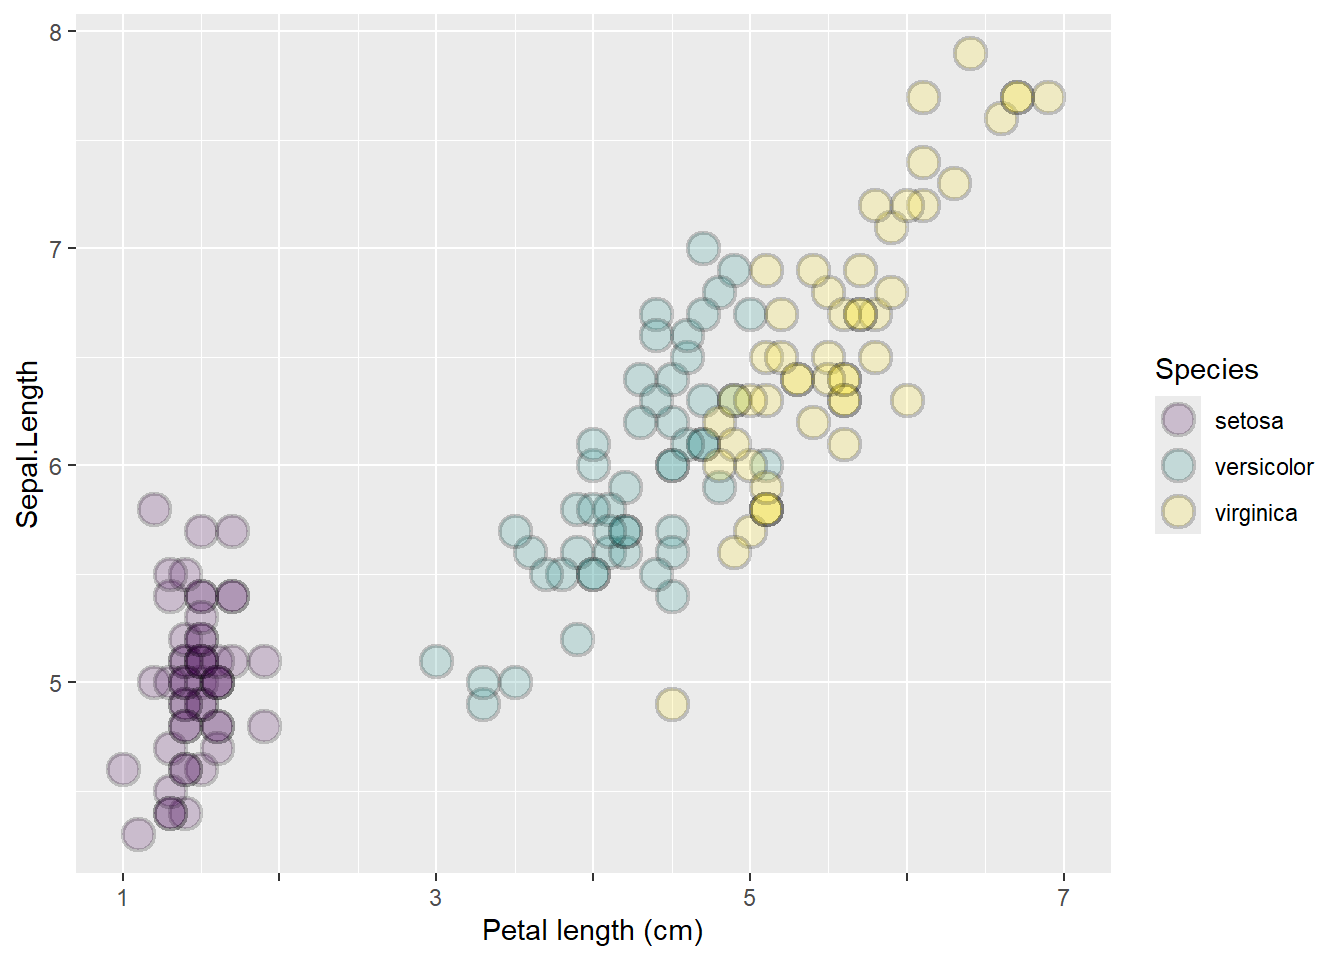 8
7
6
5
Sepal.Length
1
3
5
7
Petal length (cm)
Species
setosa
versicolor
virginica